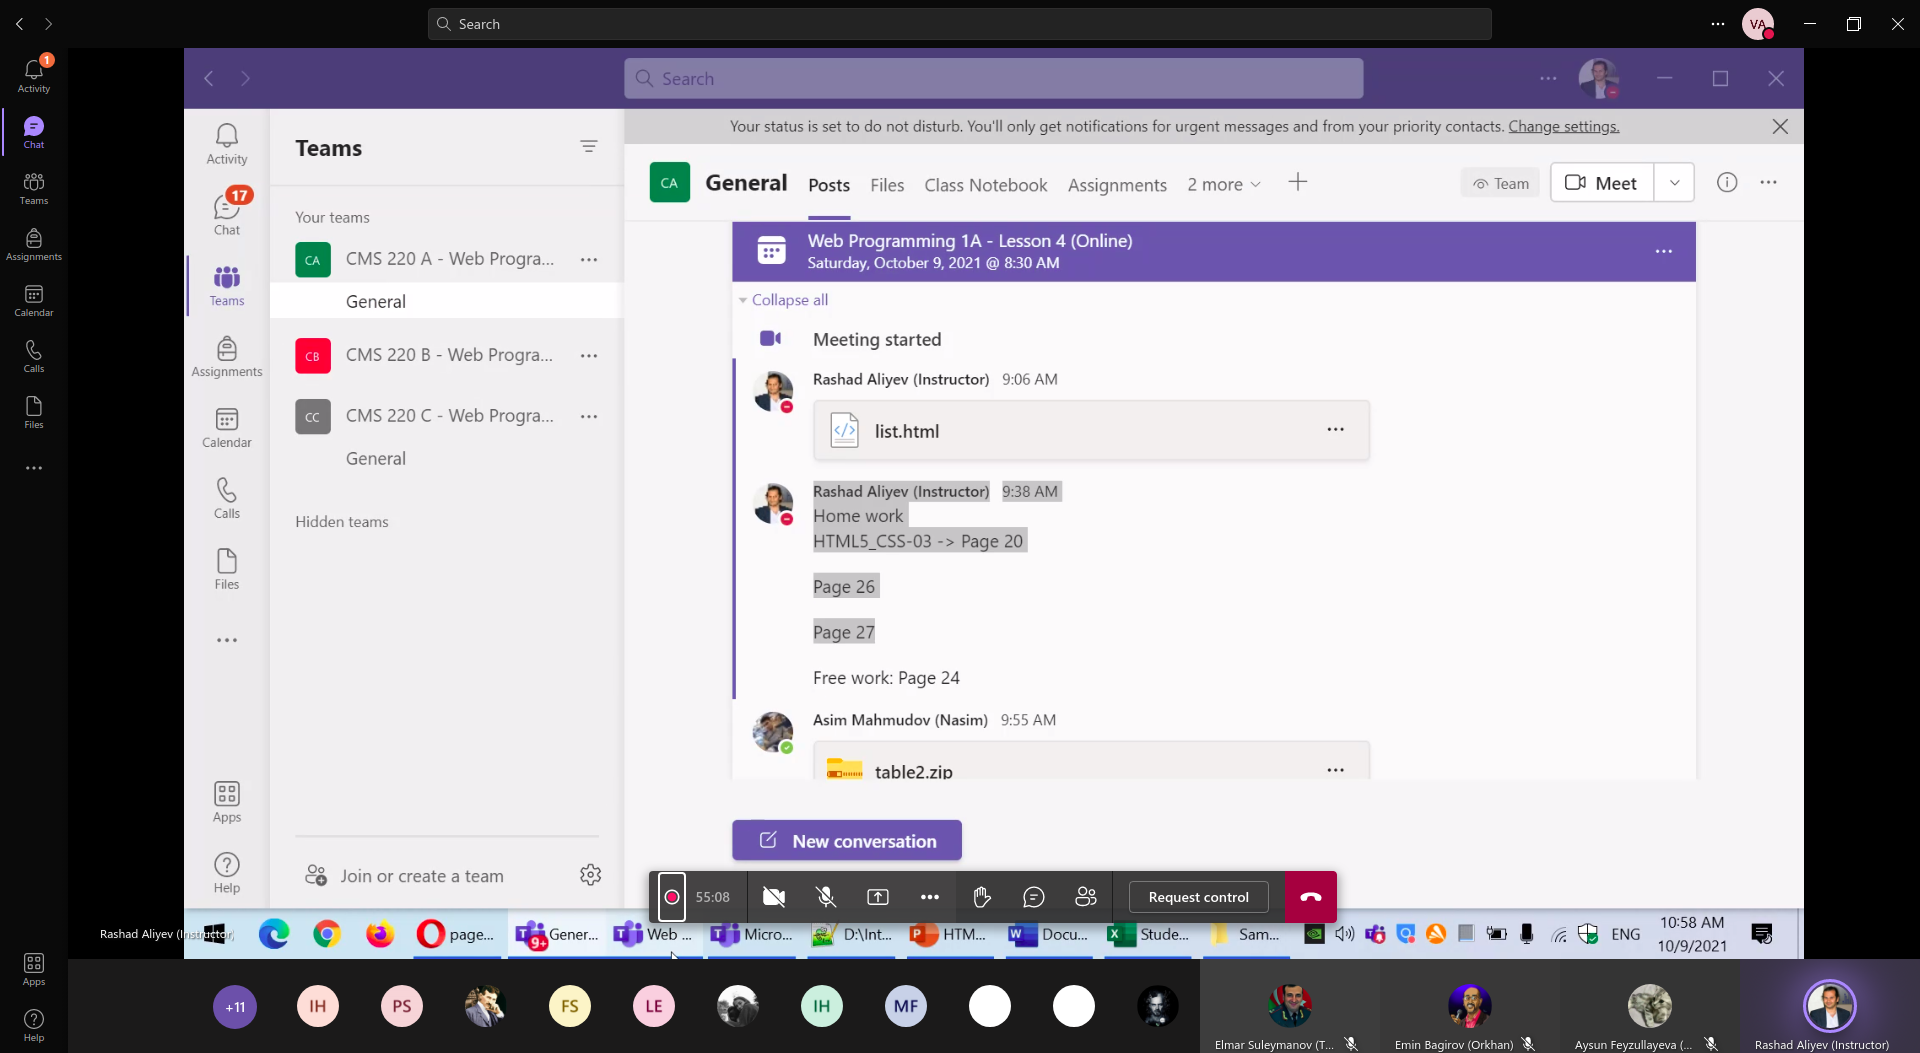 Search
VA
1
Activity
Chat
Teams
Assignments
Calendar
Calls
Files
Apps
Help
Search
Your status is set to do not disturb. You'll only get notifications for urgent messages and from your priority contacts. Change settings.
Activity
17
Chat
Teams
Assignments
Calendar
Calls
Files
Apps
Help
Teams
Your teams
CA CMS 220 A - Web Progra...
General
CB CMS 220 B - Web Progra...
CC CMS 220 C - Web Progra...
General
Hidden teams
Join or create a team
CA General Posts Files Class Notebook Assignments 2 more
Team
Meet
Web Programming 1A - Lesson 4 (Online)
Saturday, October 9, 2021 @ 8:30 AM
Collapse all
Meeting started
Rashad Aliyev (Instructor) 9:06 AM
list.html
Rashad Aliyev (Instructor) 9:38 AM
Home work
HTML5_CSS-03 -> Page 20
Page 26
Page 27
Free work: Page 24
Asim Mahmudov (Nasim) 9:55 AM
table2.zip
New conversation
55:08
Request control
Rashad Aliyev (Instructor)
page...
9+
Gener...
Web ...
Micro...
D:\Int...
HTM...
Docu...
Stude...
Sam...
ENG
10:58 AM
10/9/2021
+11
IH
PS
FS
LE
IH
MF
Elmar Suleymanov (T...
Emin Bagirov (Orkhan)
Aysun Feyzullayeva (...
Rashad Aliyev (Instructor)